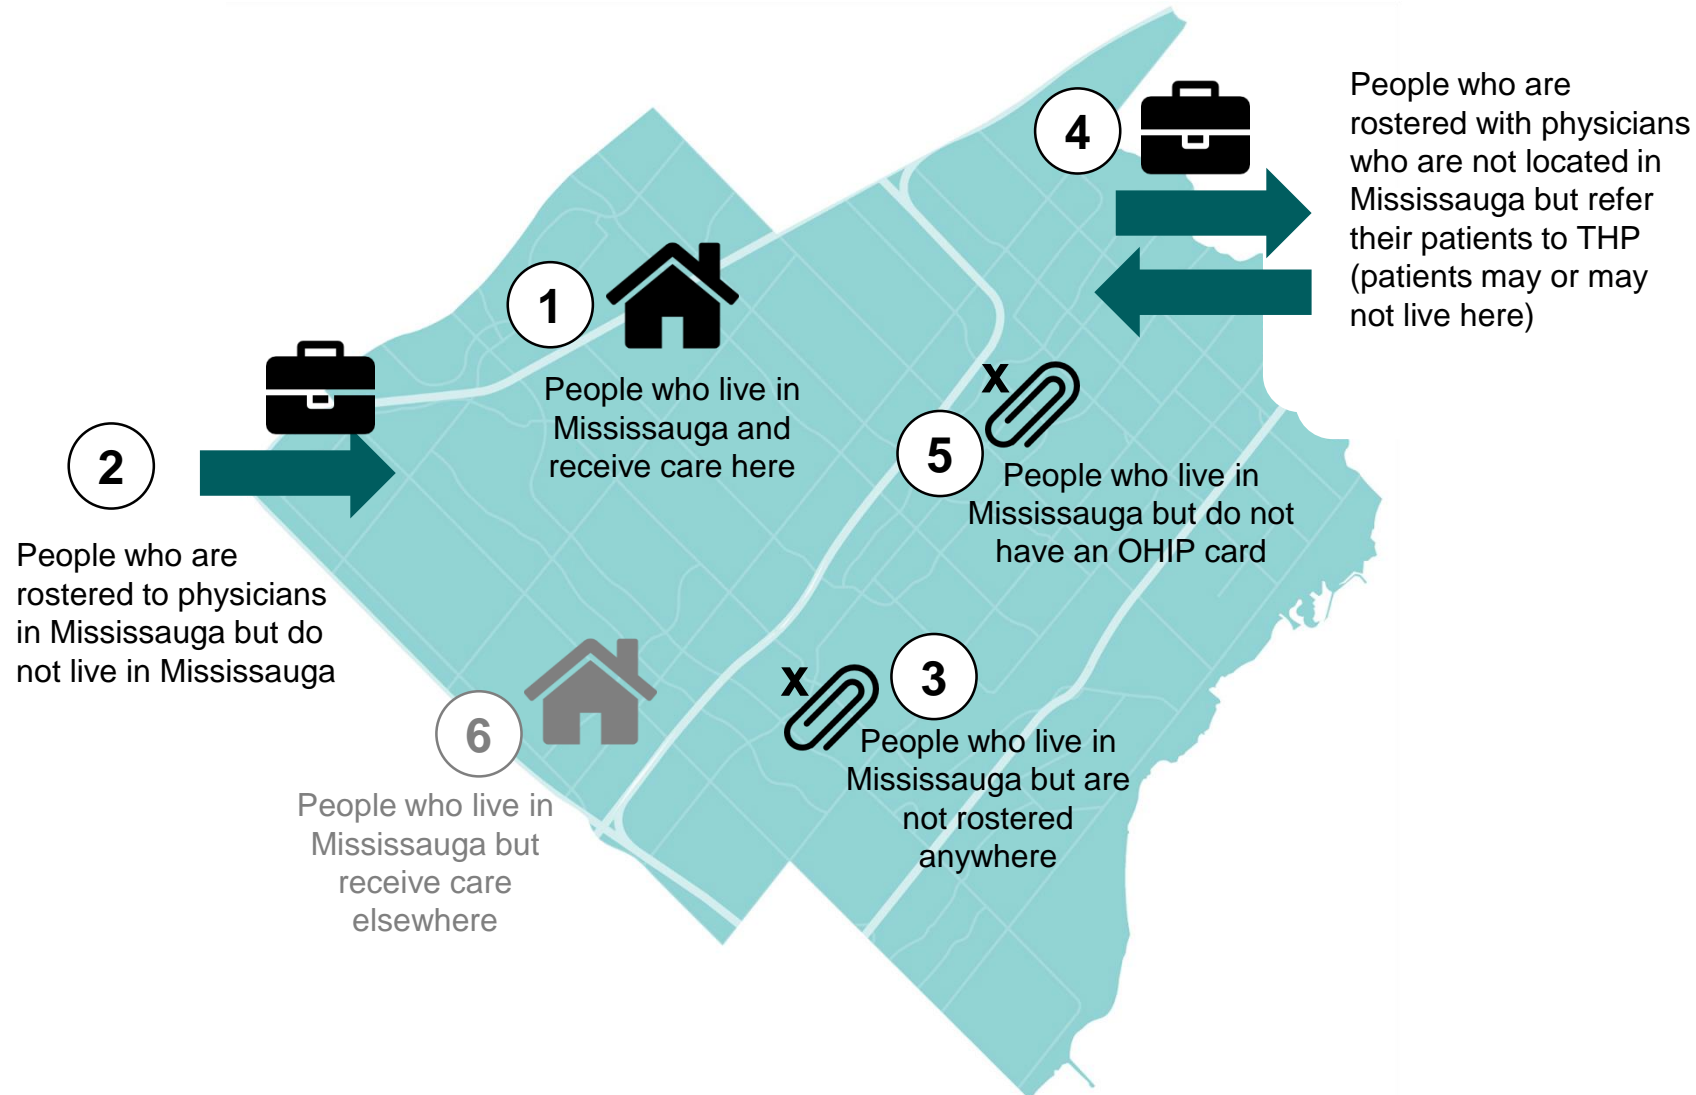 1
People who live in
Mississauga and
receive care here
2
People who are
rostered to physicians
in Mississauga but do
not live in Mississauga
x
3
People who live in
Mississauga but are
not rostered
anywhere
4
People who are
rostered with physicians
who are not located in
Mississauga but refer
their patients to THP
(patients may or may
not live here)
x
5
People who live in
Mississauga but do not
have an OHIP card
6
People who live in
Mississauga but
receive care
elsewhere